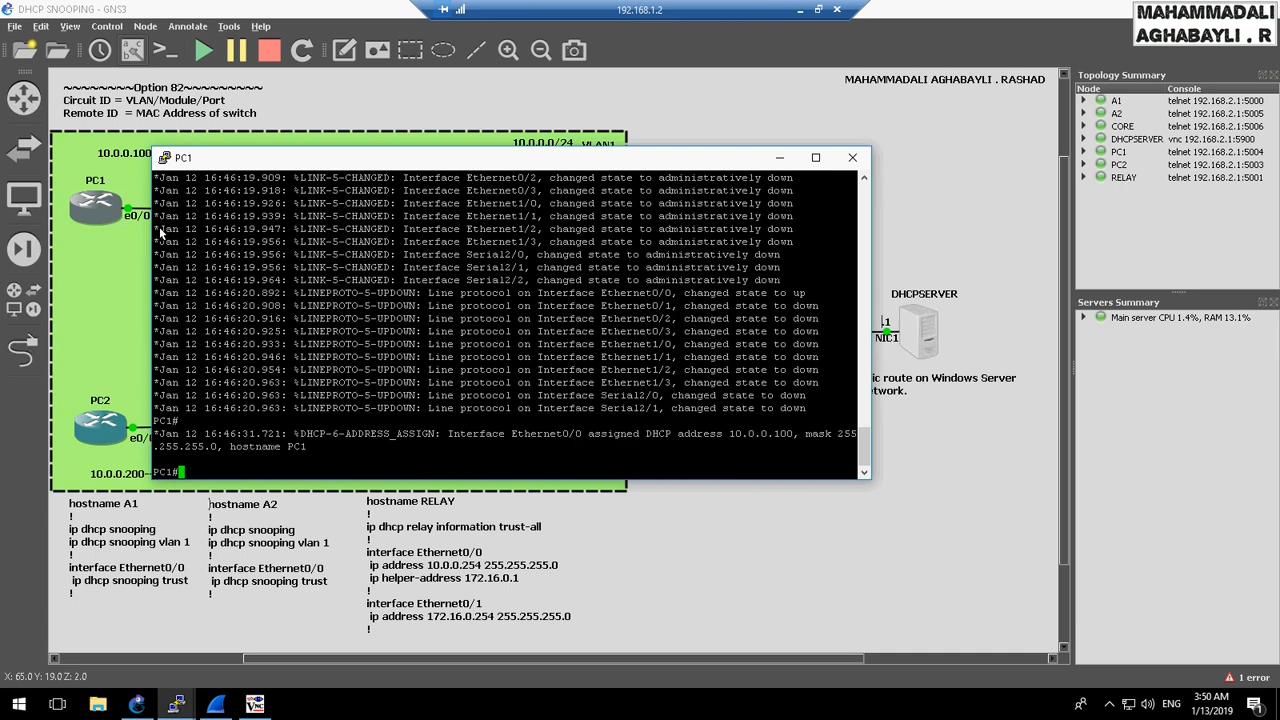 DHCP SNOOPING - GNS3
192.168.1.2
MAHAMMADALI
AGHABAYLI . R
File Edit View Control Node Annotate Tools Help
~~~~~~~~Option 82~~~~~~~~~
Circuit ID = VLAN/Module/Port
Remote ID = MAC Address of switch
MAHAMMADALI AGHABAYLI . RASHAD
10.0.0.0/24 VLAN1
10.0.0.100
PC1
e0/0
PC1
*Jan 12 16:46:19.909: %LINK-5-CHANGED: Interface Ethernet0/2, changed state to administratively down
*Jan 12 16:46:19.918: %LINK-5-CHANGED: Interface Ethernet0/3, changed state to administratively down
*Jan 12 16:46:19.926: %LINK-5-CHANGED: Interface Ethernet1/0, changed state to administratively down
*Jan 12 16:46:19.939: %LINK-5-CHANGED: Interface Ethernet1/1, changed state to administratively down
*Jan 12 16:46:19.947: %LINK-5-CHANGED: Interface Ethernet1/2, changed state to administratively down
*Jan 12 16:46:19.956: %LINK-5-CHANGED: Interface Ethernet1/3, changed state to administratively down
*Jan 12 16:46:19.956: %LINK-5-CHANGED: Interface Serial2/0, changed state to administratively down
*Jan 12 16:46:19.956: %LINK-5-CHANGED: Interface Serial2/1, changed state to administratively down
*Jan 12 16:46:19.964: %LINK-5-CHANGED: Interface Serial2/2, changed state to administratively down
*Jan 12 16:46:20.892: %LINEPROTO-5-UPDOWN: Line protocol on Interface Ethernet0/0, changed state to up
*Jan 12 16:46:20.908: %LINEPROTO-5-UPDOWN: Line protocol on Interface Ethernet0/1, changed state to down
*Jan 12 16:46:20.916: %LINEPROTO-5-UPDOWN: Line protocol on Interface Ethernet0/2, changed state to down
*Jan 12 16:46:20.925: %LINEPROTO-5-UPDOWN: Line protocol on Interface Ethernet0/3, changed state to down
*Jan 12 16:46:20.933: %LINEPROTO-5-UPDOWN: Line protocol on Interface Ethernet1/0, changed state to down
*Jan 12 16:46:20.946: %LINEPROTO-5-UPDOWN: Line protocol on Interface Ethernet1/1, changed state to down
*Jan 12 16:46:20.954: %LINEPROTO-5-UPDOWN: Line protocol on Interface Ethernet1/2, changed state to down
*Jan 12 16:46:20.963: %LINEPROTO-5-UPDOWN: Line protocol on Interface Ethernet1/3, changed state to down
*Jan 12 16:46:20.963: %LINEPROTO-5-UPDOWN: Line protocol on Interface Serial2/0, changed state to down
*Jan 12 16:46:20.963: %LINEPROTO-5-UPDOWN: Line protocol on Interface Serial2/1, changed state to down
PC1#
*Jan 12 16:46:31.721: %DHCP-6-ADDRESS_ASSIGN: Interface Ethernet0/0 assigned DHCP address 10.0.0.100, mask 255
.255.255.0, hostname PC1
PC1#
DHCPSERVER
.1
NIC1
ic route on Windows Server
network.
PC2
e0/
10.0.0.200~
hostname A1
!
ip dhcp snooping
ip dhcp snooping vlan 1
!
interface Ethernet0/0
ip dhcp snooping trust
!
hostname A2
!
ip dhcp snooping
ip dhcp snooping vlan 1
!
interface Ethernet0/0
ip dhcp snooping trust
!
hostname RELAY
!
ip dhcp relay information trust-all
!
interface Ethernet0/0
ip address 10.0.0.254 255.255.255.0
ip helper-address 172.16.0.1
!
interface Ethernet0/1
ip address 172.16.0.254 255.255.255.0
!
Topology Summary
Node Console
A1 telnet 192.168.2.1:5000
A2 telnet 192.168.2.1:5005
CORE telnet 192.168.2.1:5002
DHCPSERVER vnc 192.168.2.1:5900
PC1 telnet 192.168.2.1:5004
PC2 telnet 192.168.2.1:5003
RELAY telnet 192.168.2.1:5001
Servers Summary
Main server CPU 1.4%, RAM 13.1%
X: 65.0 Y: 19.0 Z: 2.0
1 error
ENG
3:50 AM
1/13/2019